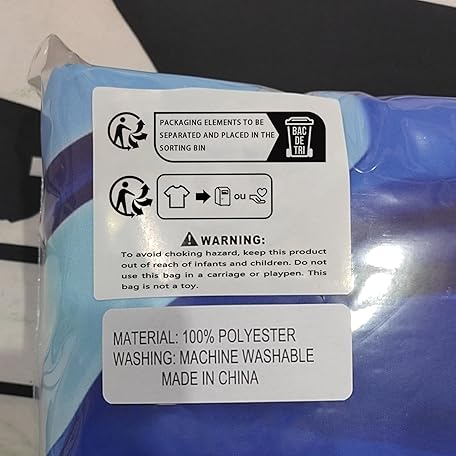 PACKAGING ELEMENTS TO BE
SEPARATED AND PLACED IN THE
SORTING BIN
BAC
DE
TRI
ou
WARNING:
To avoid choking hazard, keep this product
out of reach of infants and children. Do not
use this bag in a carriage or playpen. This
bag is not a toy.
MATERIAL: 100% POLYESTER
WASHING: MACHINE WASHABLE
MADE IN CHINA